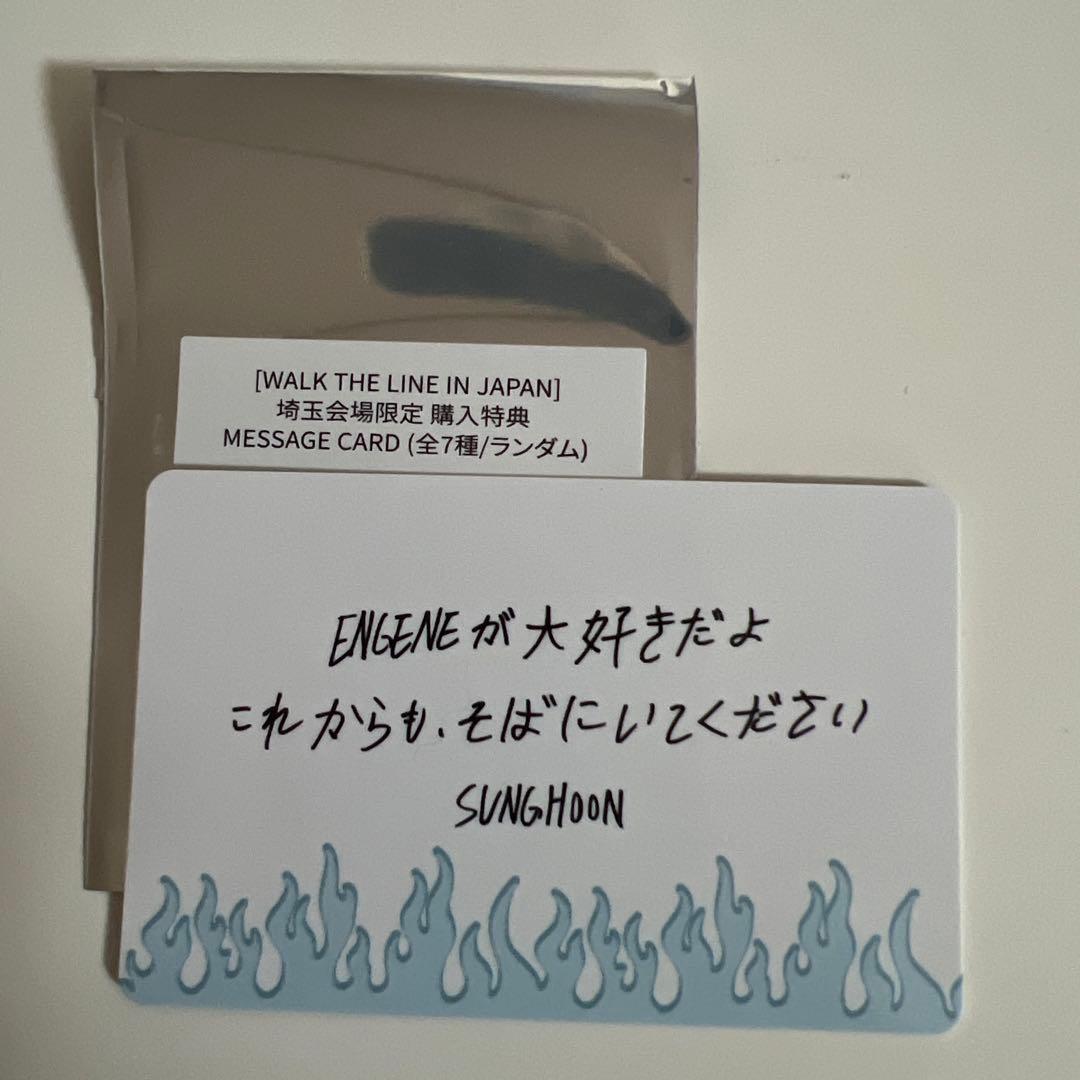 [WALK THE LINE IN JAPAN]
埼玉会場限定 購入特典
MESSAGE CARD (全7種/ランダム)
ENGENEが大好きだよ
これからも、そばにいてください
SUNGHOON